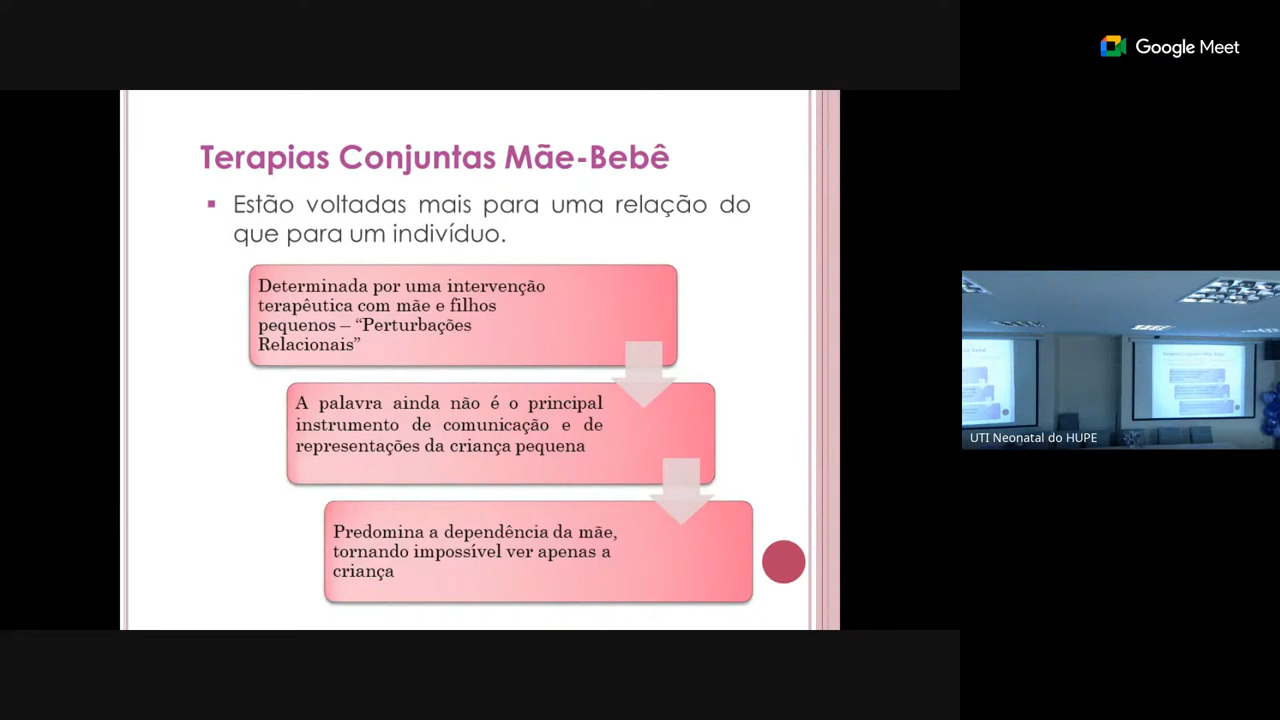 Google Meet
Terapias Conjuntas Mãe-Bebê
Estão voltadas mais para uma relação do
que para um indivíduo.
Determinada por uma intervenção
terapêutica com mãe e filhos
pequenos – “Perturbações
Relacionais”
A palavra ainda não é o principal
instrumento de comunicação e de
representações da criança pequena
Predomina a dependência da mãe,
tornando impossível ver apenas a
criança
UTI Neonatal do HUPE